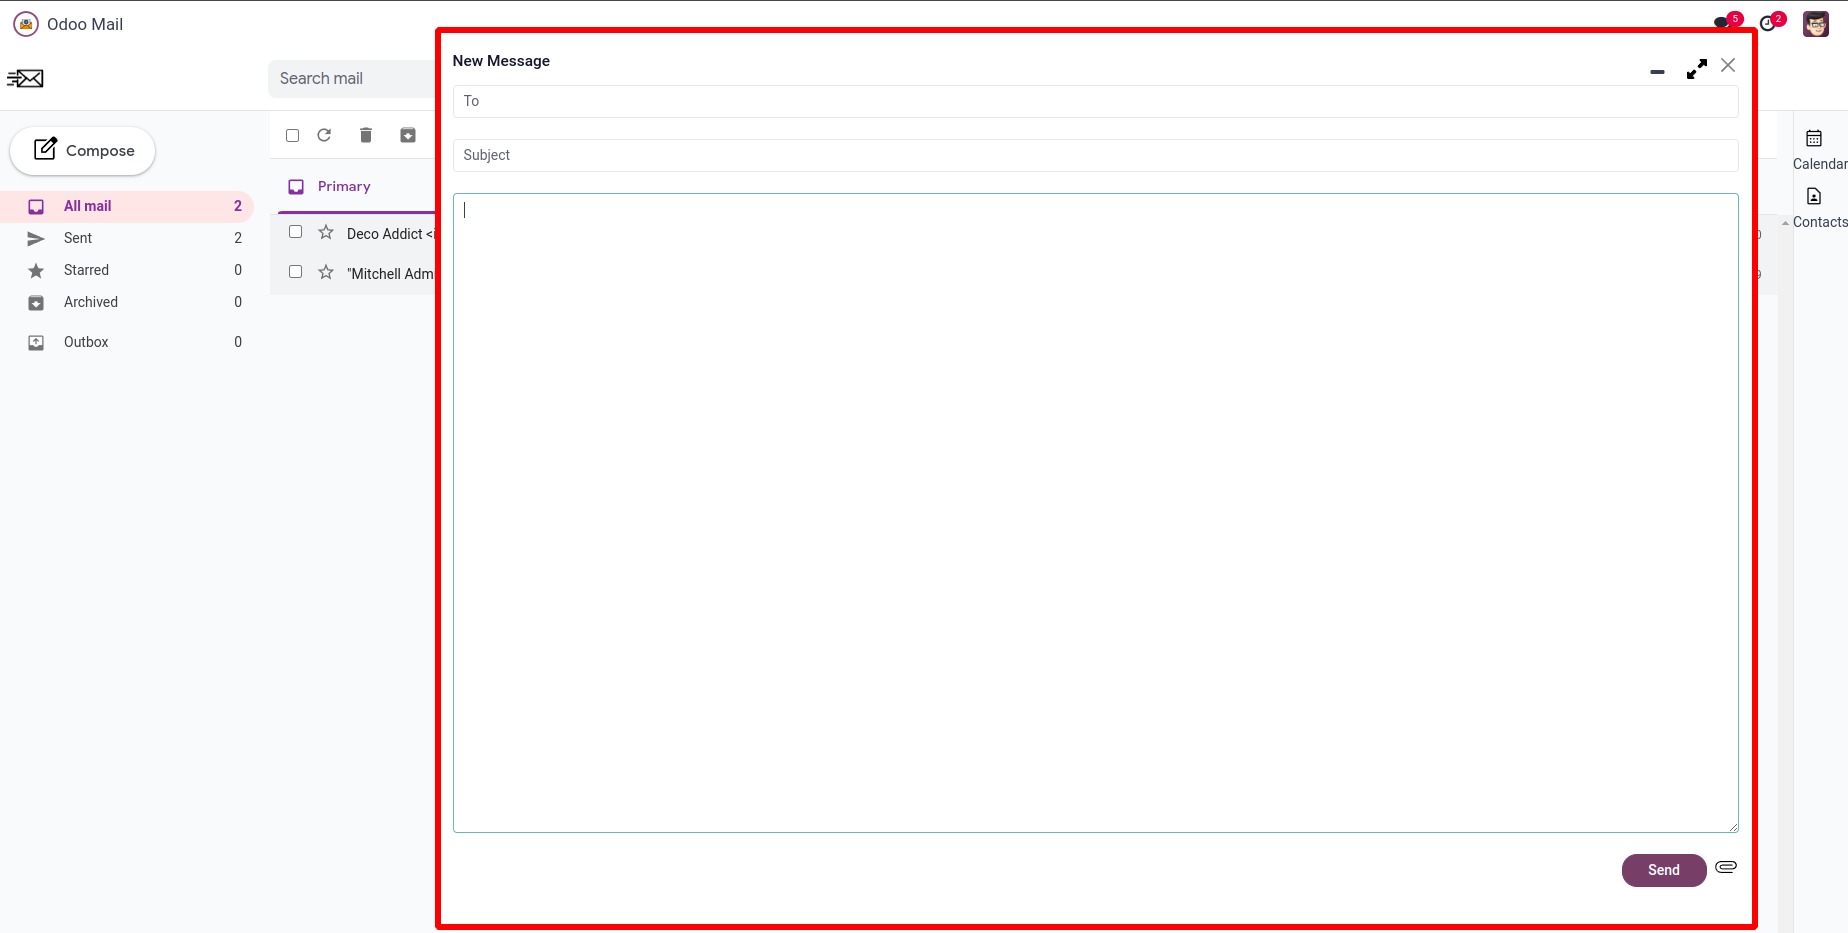 Odoo Mail
5
2
New Message
Search mail
To
Compose
Subject
Calendar
Primary
Contacts
All mail 2
Sent 2
Starred 0
Archived 0
Outbox 0
Deco Addict <
"Mitchell Adm
Send